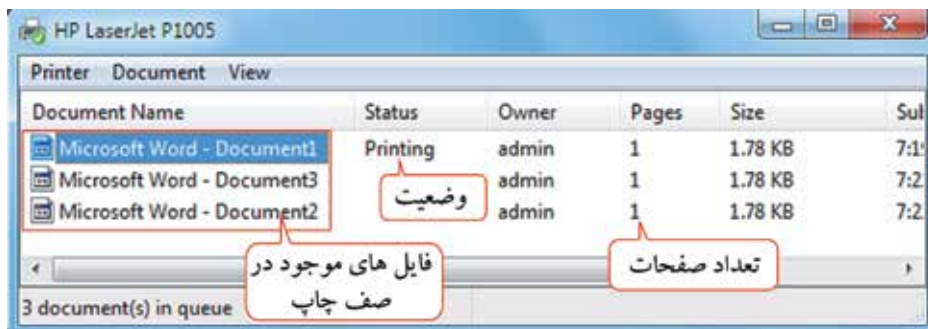 HP LaserJet P1005
Printer Document View
Document Name Status Owner Pages Size
Microsoft Word - Document1 Printing admin 1 1.78 KB
Microsoft Word - Document3 admin 1 1.78 KB
Microsoft Word - Document2 admin 1 1.78 KB
وضعیت
فایل های موجود در
صف چاپ
تعداد صفحات
3 document(s) in queue